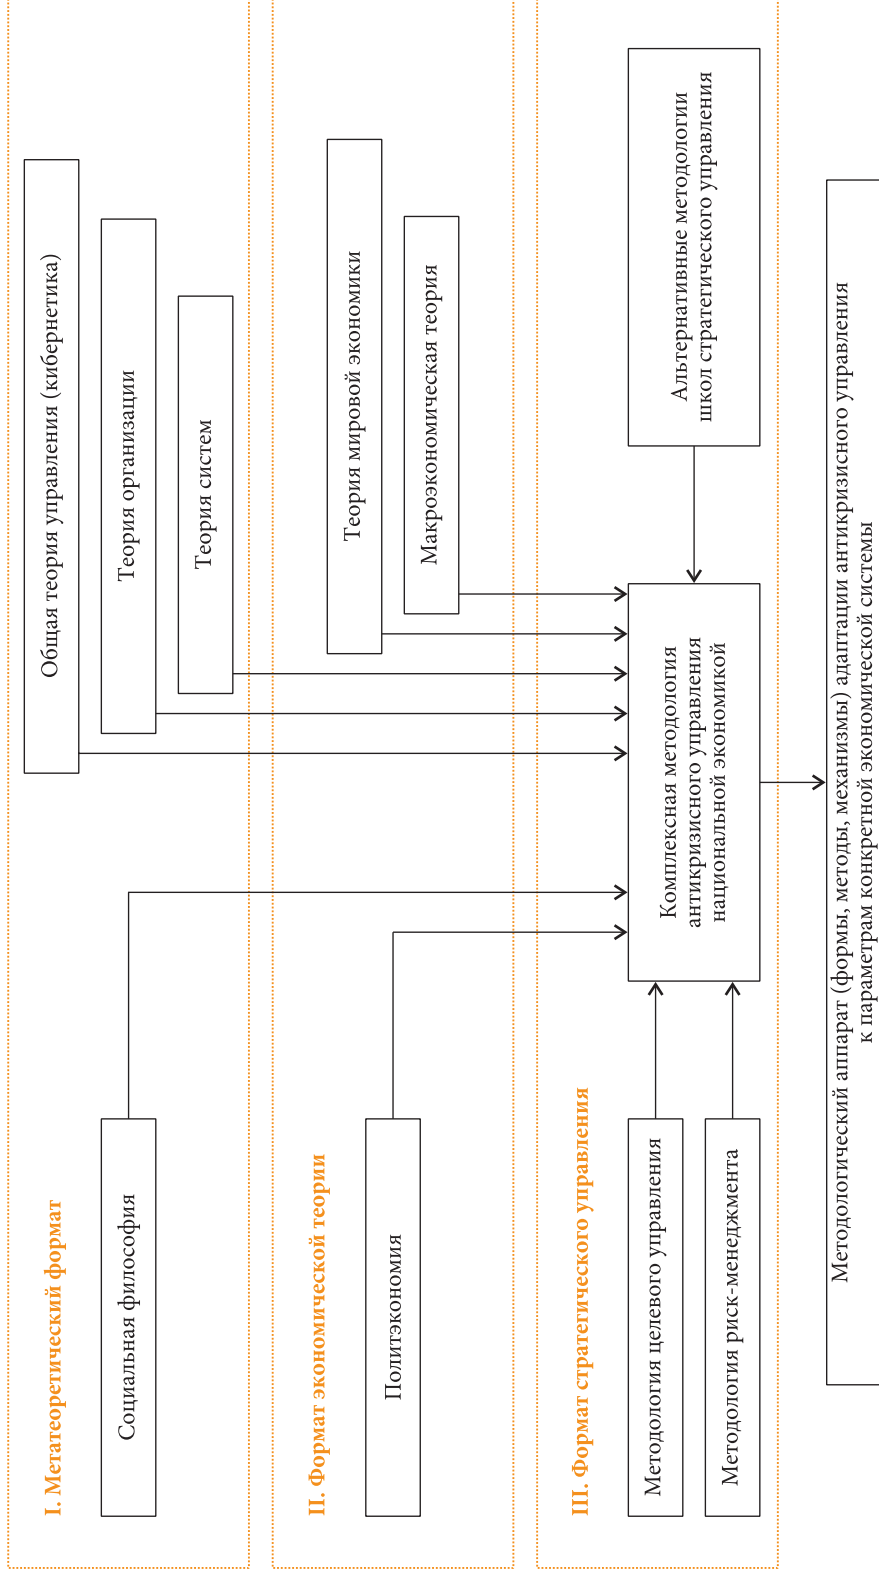 I. Метатеоретический формат
Социальная философия
Общая теория управления (кибернетика)
Теория организации
Теория систем
II. Формат экономической теории
Политэкономия
Теория мировой экономики
Макроэкономическая теория
III. Формат стратегического управления
Методология целевого управления
Методология риск-менеджмента
Комплексная методология
антикризисного управления
национальной экономикой
Альтернативные методологии
школ стратегического управления
Методологический аппарат (формы, методы, механизмы) адаптации антикризисного управления
к параметрам конкретной экономической системы